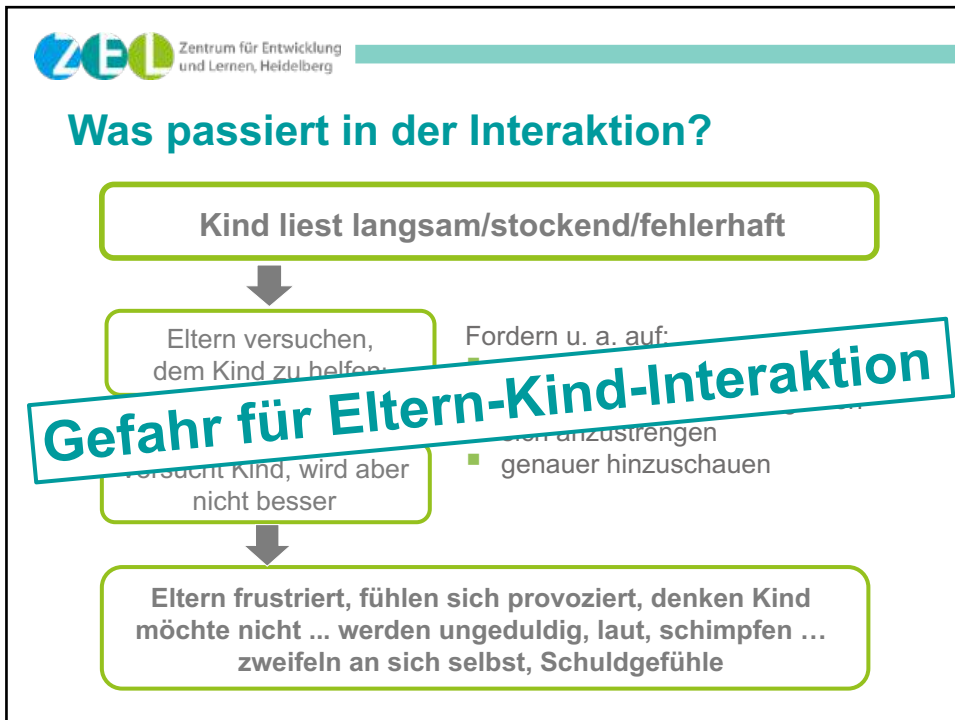 ZEL
Zentrum für Entwicklung
und Lernen, Heidelberg
Was passiert in der Interaktion?
Kind liest langsam/stockend/fehlerhaft
Eltern versuchen,
dem Kind zu helfen:
Fordern u. a. auf:
Gefahr für Eltern-Kind-Interaktion
sich anzustrengen
genauer hinzuschauen
versucht Kind, wird aber
nicht besser
Eltern frustriert, fühlen sich provoziert, denken Kind
möchte nicht ... werden ungeduldig, laut, schimpfen …
zweifeln an sich selbst, Schuldgefühle